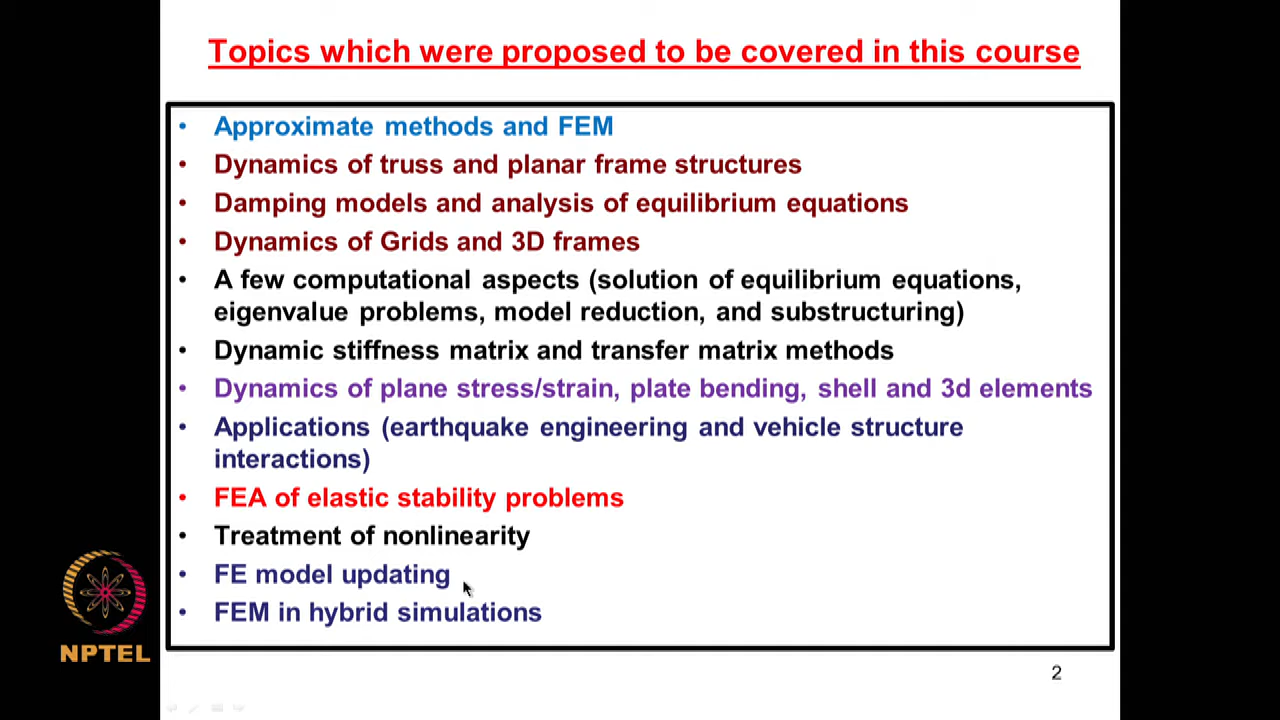 Topics which were proposed to be covered in this course
• Approximate methods and FEM
• Dynamics of truss and planar frame structures
• Damping models and analysis of equilibrium equations
• Dynamics of Grids and 3D frames
• A few computational aspects (solution of equilibrium equations,
eigenvalue problems, model reduction, and substructuring)
• Dynamic stiffness matrix and transfer matrix methods
• Dynamics of plane stress/strain, plate bending, shell and 3d elements
• Applications (earthquake engineering and vehicle structure
interactions)
• FEA of elastic stability problems
• Treatment of nonlinearity
• FE model updating
• FEM in hybrid simulations
NPTEL
2